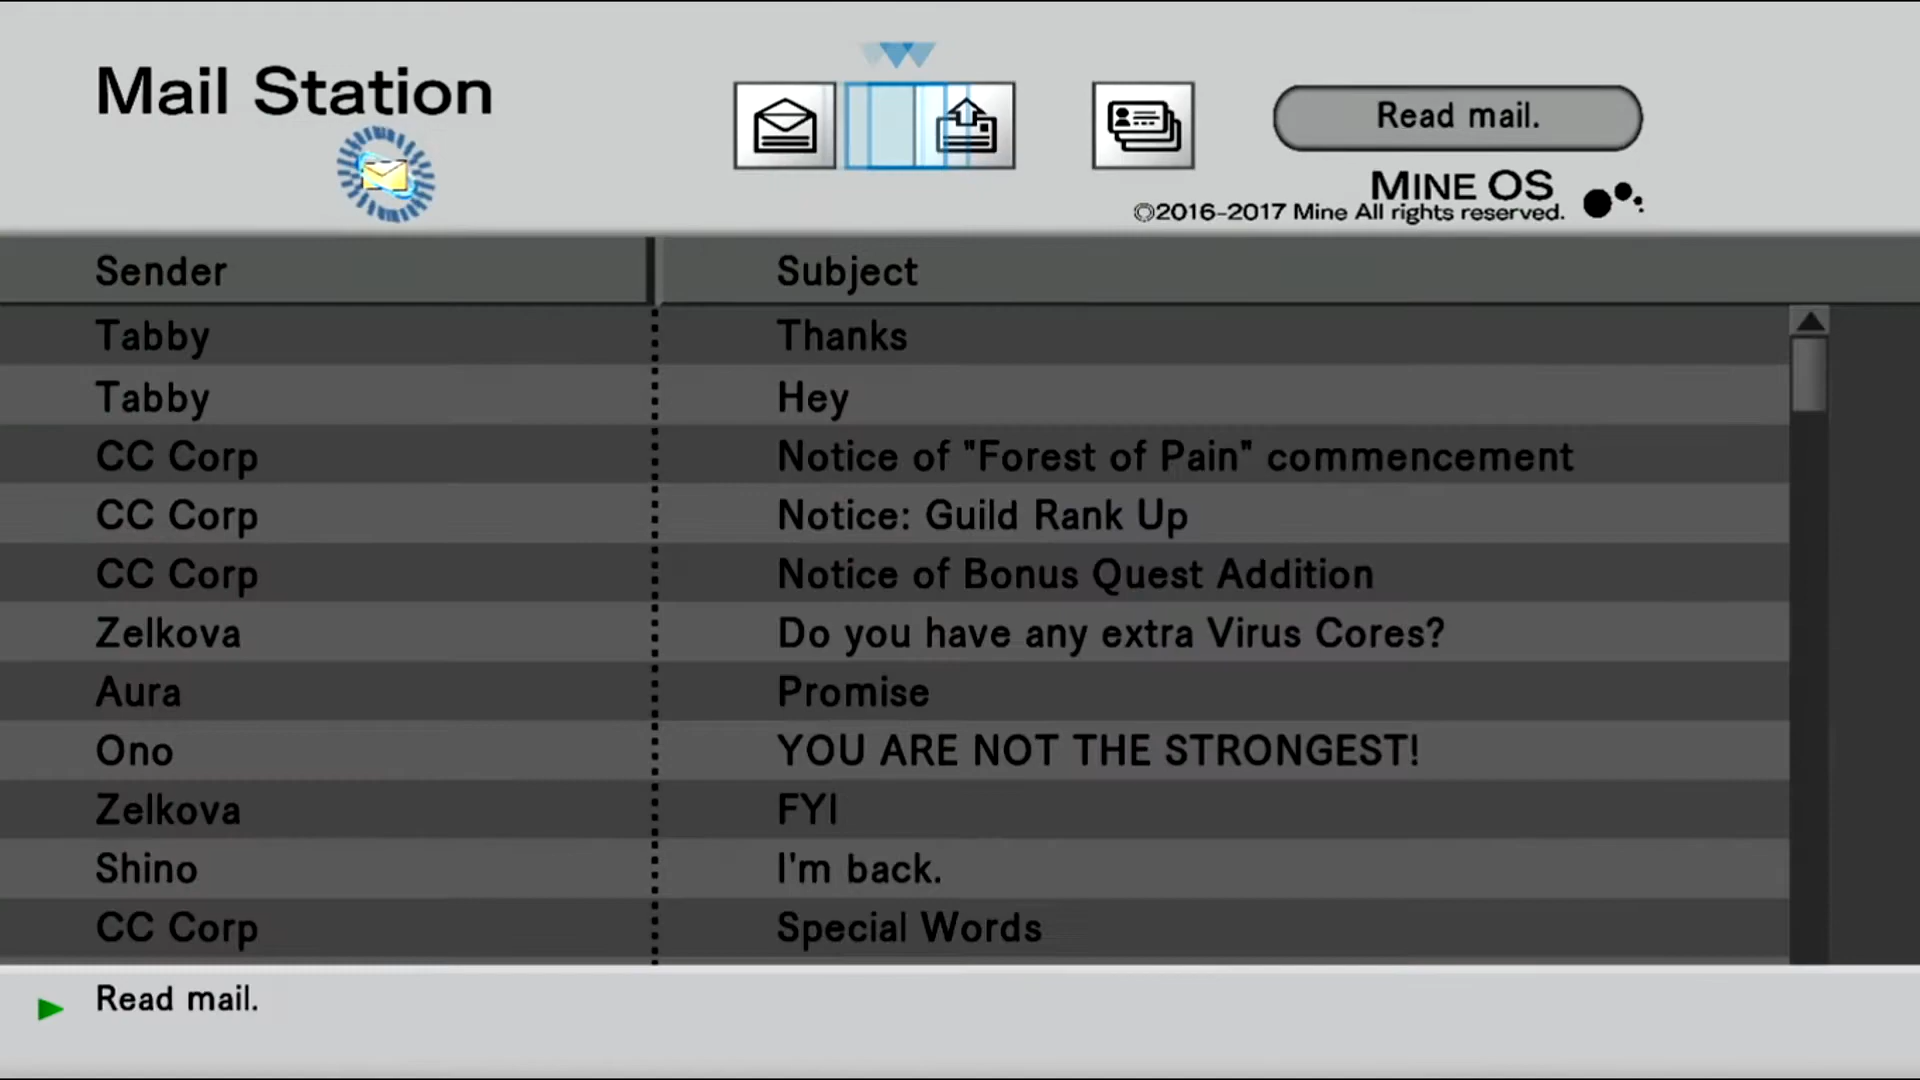 Mail Station
Read mail.
MINE OS
©2016-2017 Mine All rights reserved.
Sender Subject
Tabby Thanks
Tabby Hey
CC Corp Notice of "Forest of Pain" commencement
CC Corp Notice: Guild Rank Up
CC Corp Notice of Bonus Quest Addition
Zelkova Do you have any extra Virus Cores?
Aura Promise
Ono YOU ARE NOT THE STRONGEST!
Zelkova FYI
Shino I'm back.
CC Corp Special Words
Read mail.